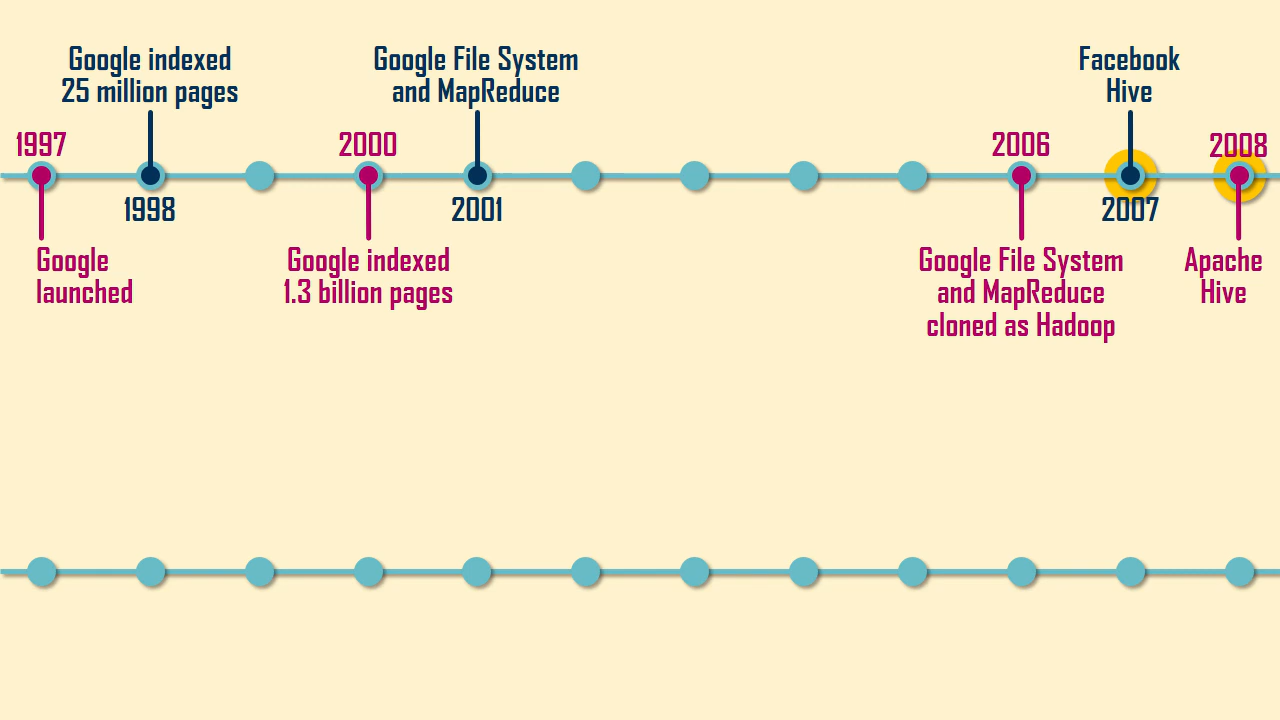 Google indexed
25 million pages
Google File System
and MapReduce
Facebook
Hive
1997
2000
2006
2008
1998
2001
2007
Google
launched
Google indexed
1.3 billion pages
Google File System
and MapReduce
cloned as Hadoop
Apache
Hive